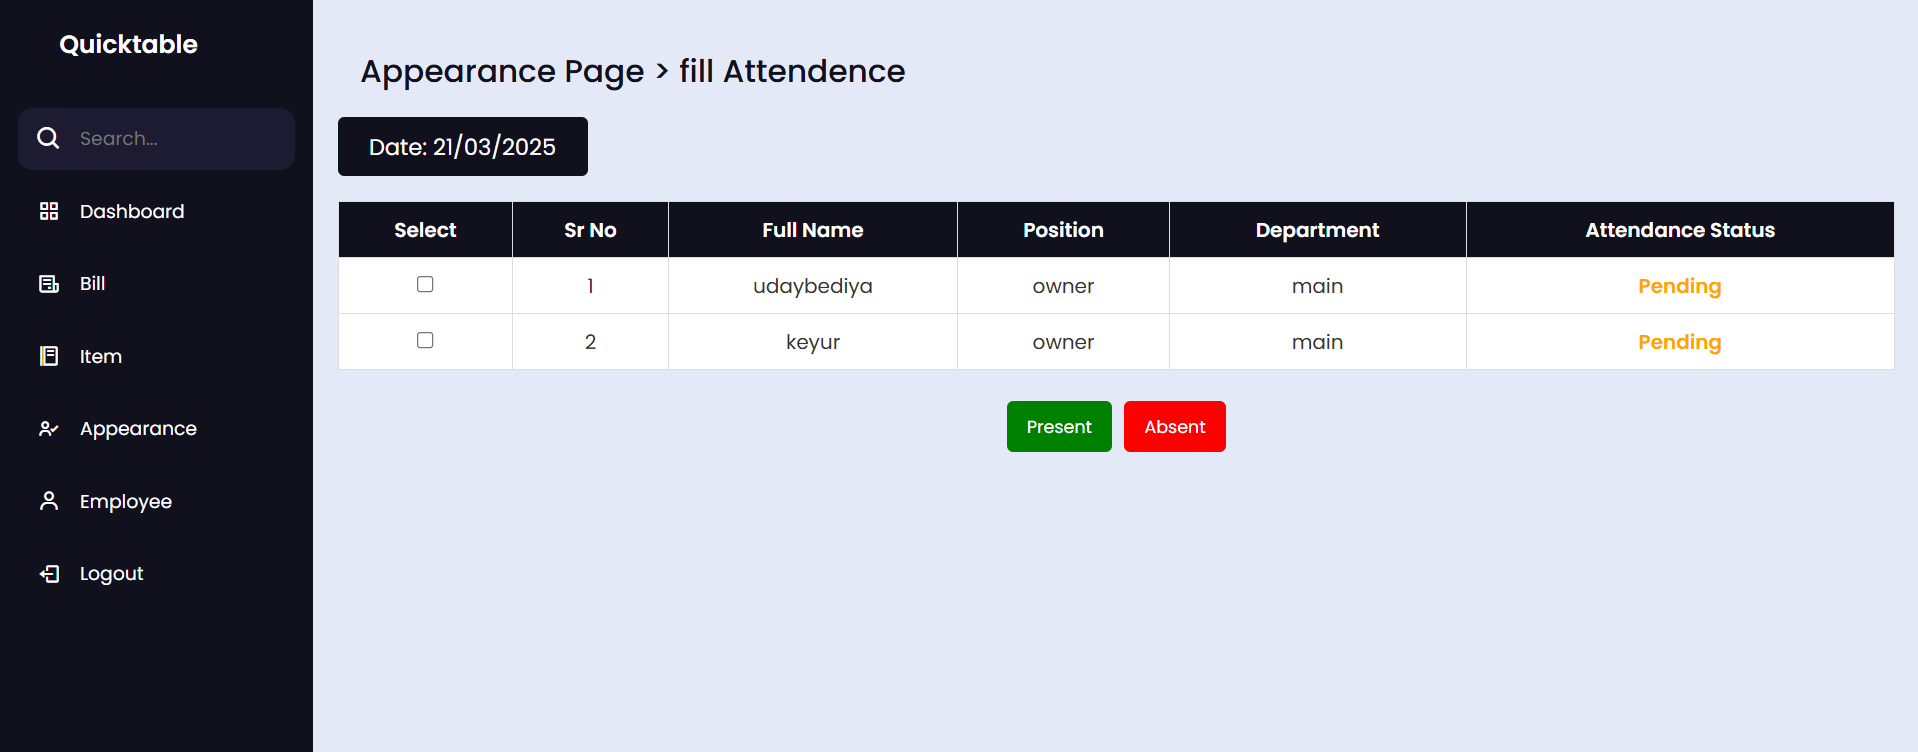 Quicktable
Search...
Dashboard
Bill
Item
Appearance
Employee
Logout
Appearance Page > fill Attendence
Date: 21/03/2025
Select Sr No Full Name Position Department Attendance Status
1 udaybediya owner main Pending
2 keyur owner main Pending
Present Absent